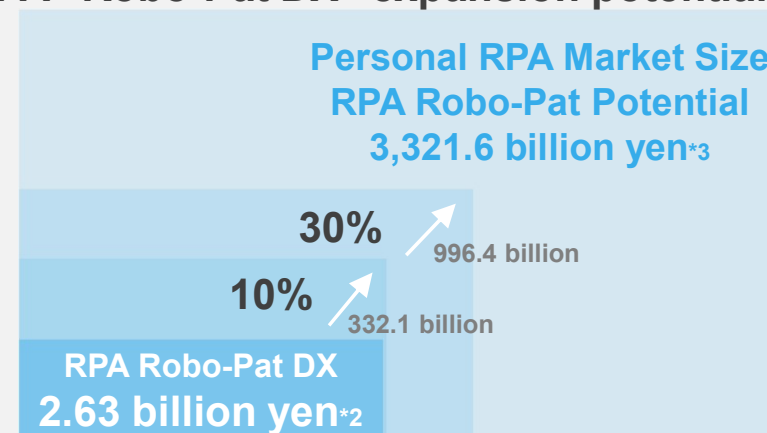 Personal RPA Market Size
RPA Robo-Pat Potential
3,321.6 billion yen*3
30%
996.4 billion
10%
332.1 billion
RPA Robo-Pat DX
2.63 billion yen*2